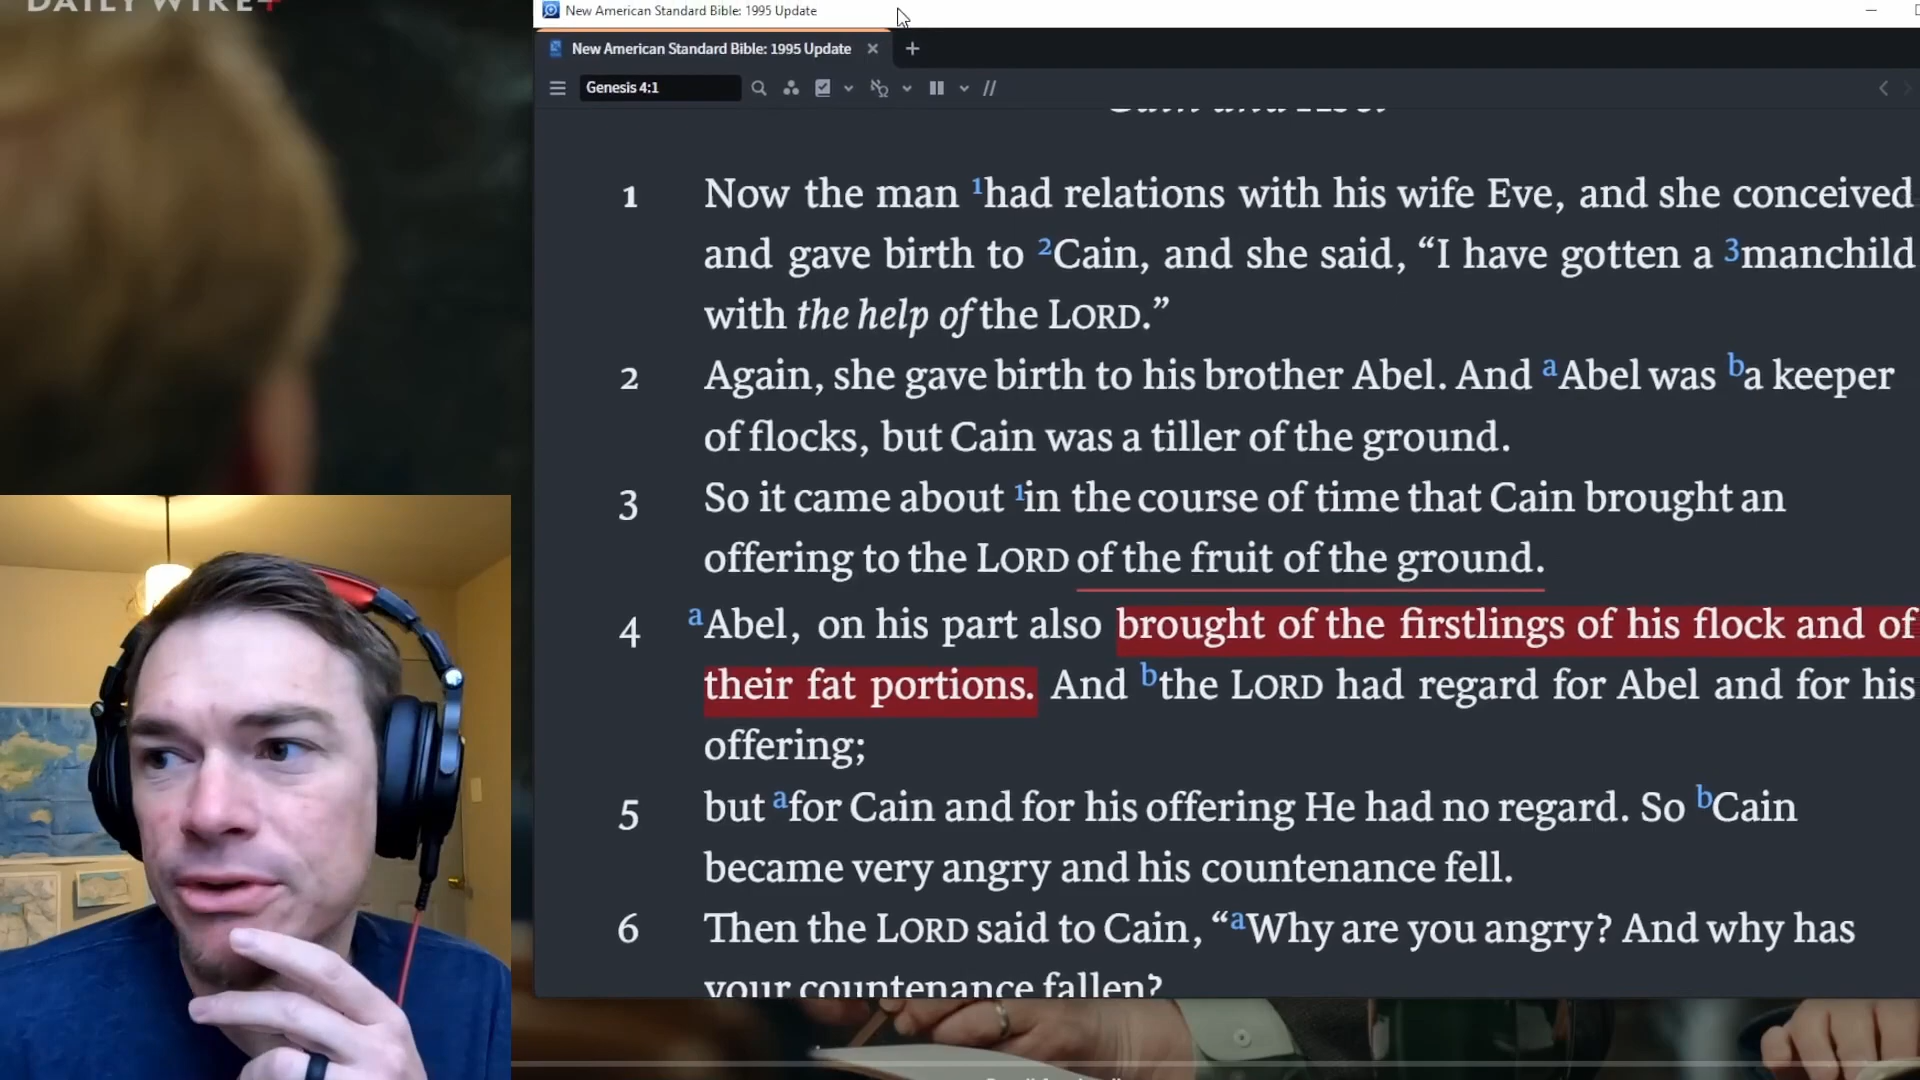 DAILY WIRE+
New American Standard Bible: 1995 Update
New American Standard Bible: 1995 Update
Genesis 4:1
Cain and Abel
1 Now the man 1had relations with his wife Eve, and she conceived
and gave birth to 2Cain, and she said, “I have gotten a 3manchild
with the help of the LORD.”
2 Again, she gave birth to his brother Abel. And aAbel was ba keeper
of flocks, but Cain was a tiller of the ground.
3 So it came about 1in the course of time that Cain brought an
offering to the LORD of the fruit of the ground.
4 aAbel, on his part also brought of the firstlings of his flock and of
their fat portions. And bthe LORD had regard for Abel and for his
offering;
5 but afor Cain and for his offering He had no regard. So bCain
became very angry and his countenance fell.
6 Then the LORD said to Cain, “aWhy are you angry? And why has
your countenance fallen?